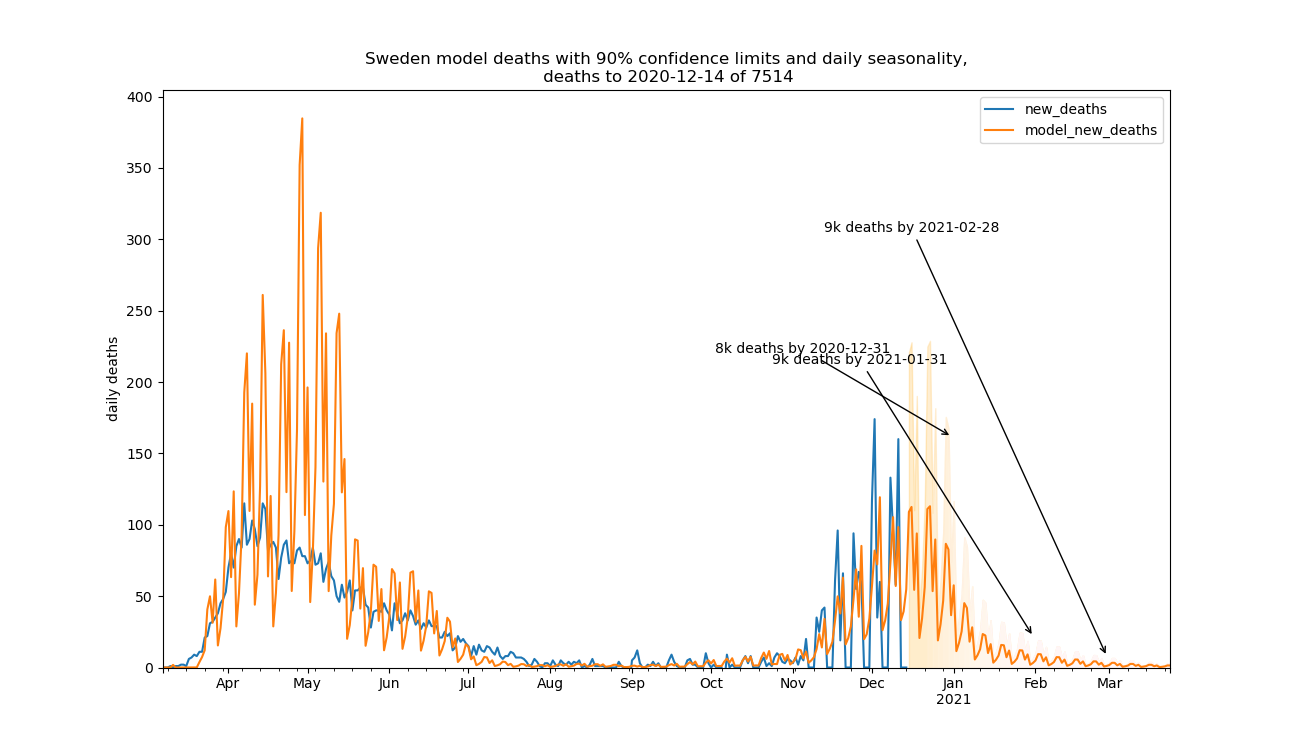 Sweden model deaths with 90% confidence limits and daily seasonality,
deaths to 2020-12-14 of 7514
400
350
300
250
200
150
100
50
0
daily deaths
new_deaths
model_new_deaths
9k deaths by 2021-02-28
8k deaths by 2020-12-31
9k deaths by 2021-01-31
Apr May Jun Jul Aug Sep Oct Nov Dec Jan Feb Mar
2021